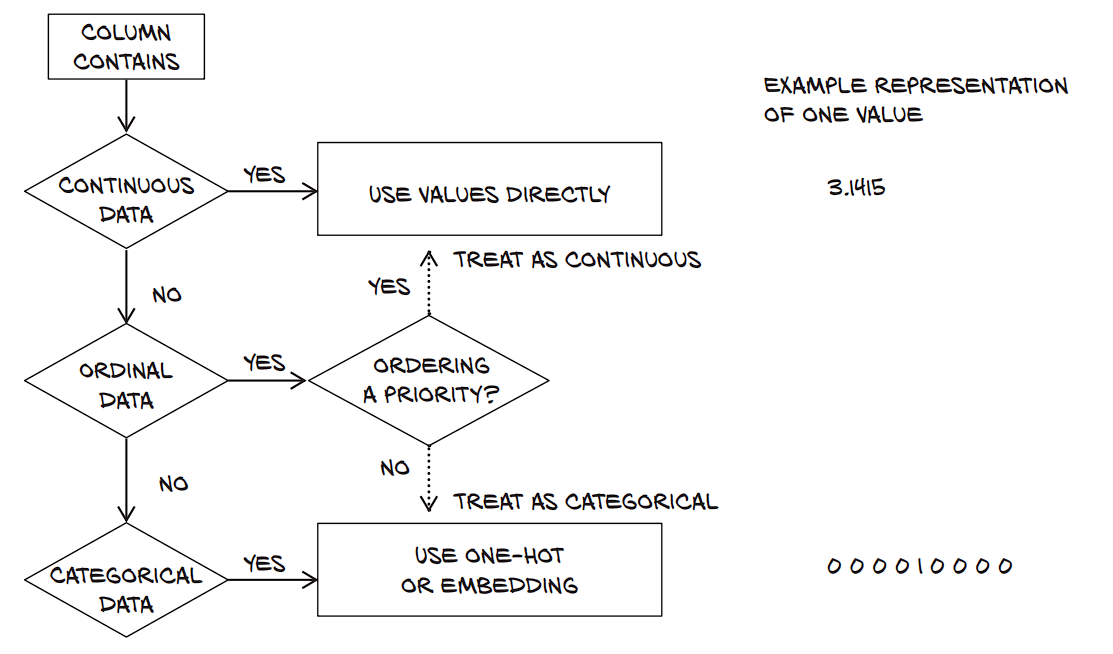 COLUMN
CONTAINS
EXAMPLE REPRESENTATION
OF ONE VALUE
CONTINUOUS
DATA
YES
USE VALUES DIRECTLY
3.1415
TREAT AS CONTINUOUS
YES
NO
ORDINAL
DATA
YES
ORDERING
A PRIORITY?
NO
NO
TREAT AS CATEGORICAL
CATEGORICAL
DATA
YES
USE ONE-HOT
OR EMBEDDING
0 0 0 0 1 0 0 0 0